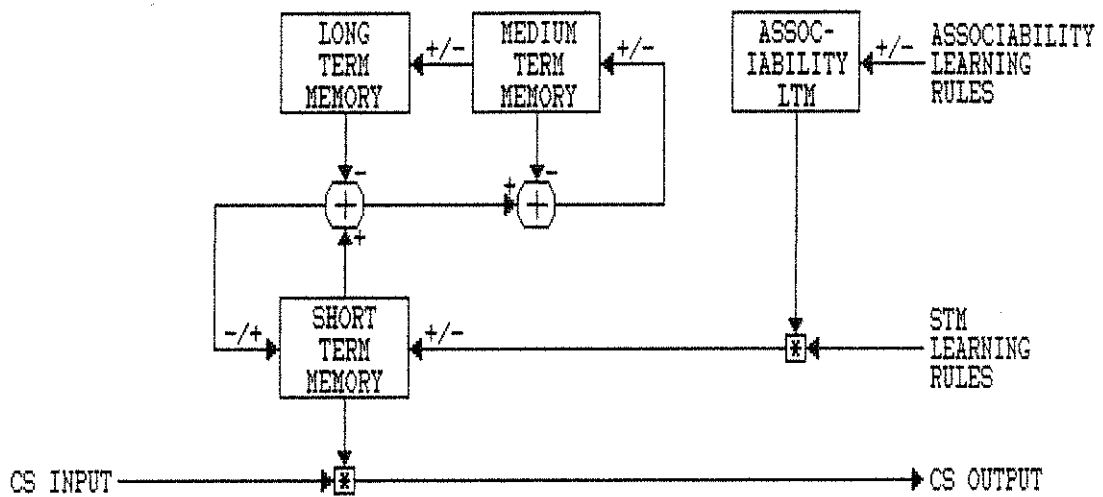 LONG
TERM
MEMORY
+/-
MEDIUM
TERM
MEMORY
+/-
ASSOC-
IABILITY
LTM
+/-
ASSOCIABILITY
LEARNING
RULES
-
+
+
+
-
+
-/+
SHORT
TERM
MEMORY
+/-
*
STM
LEARNING
RULES
CS INPUT
*
CS OUTPUT